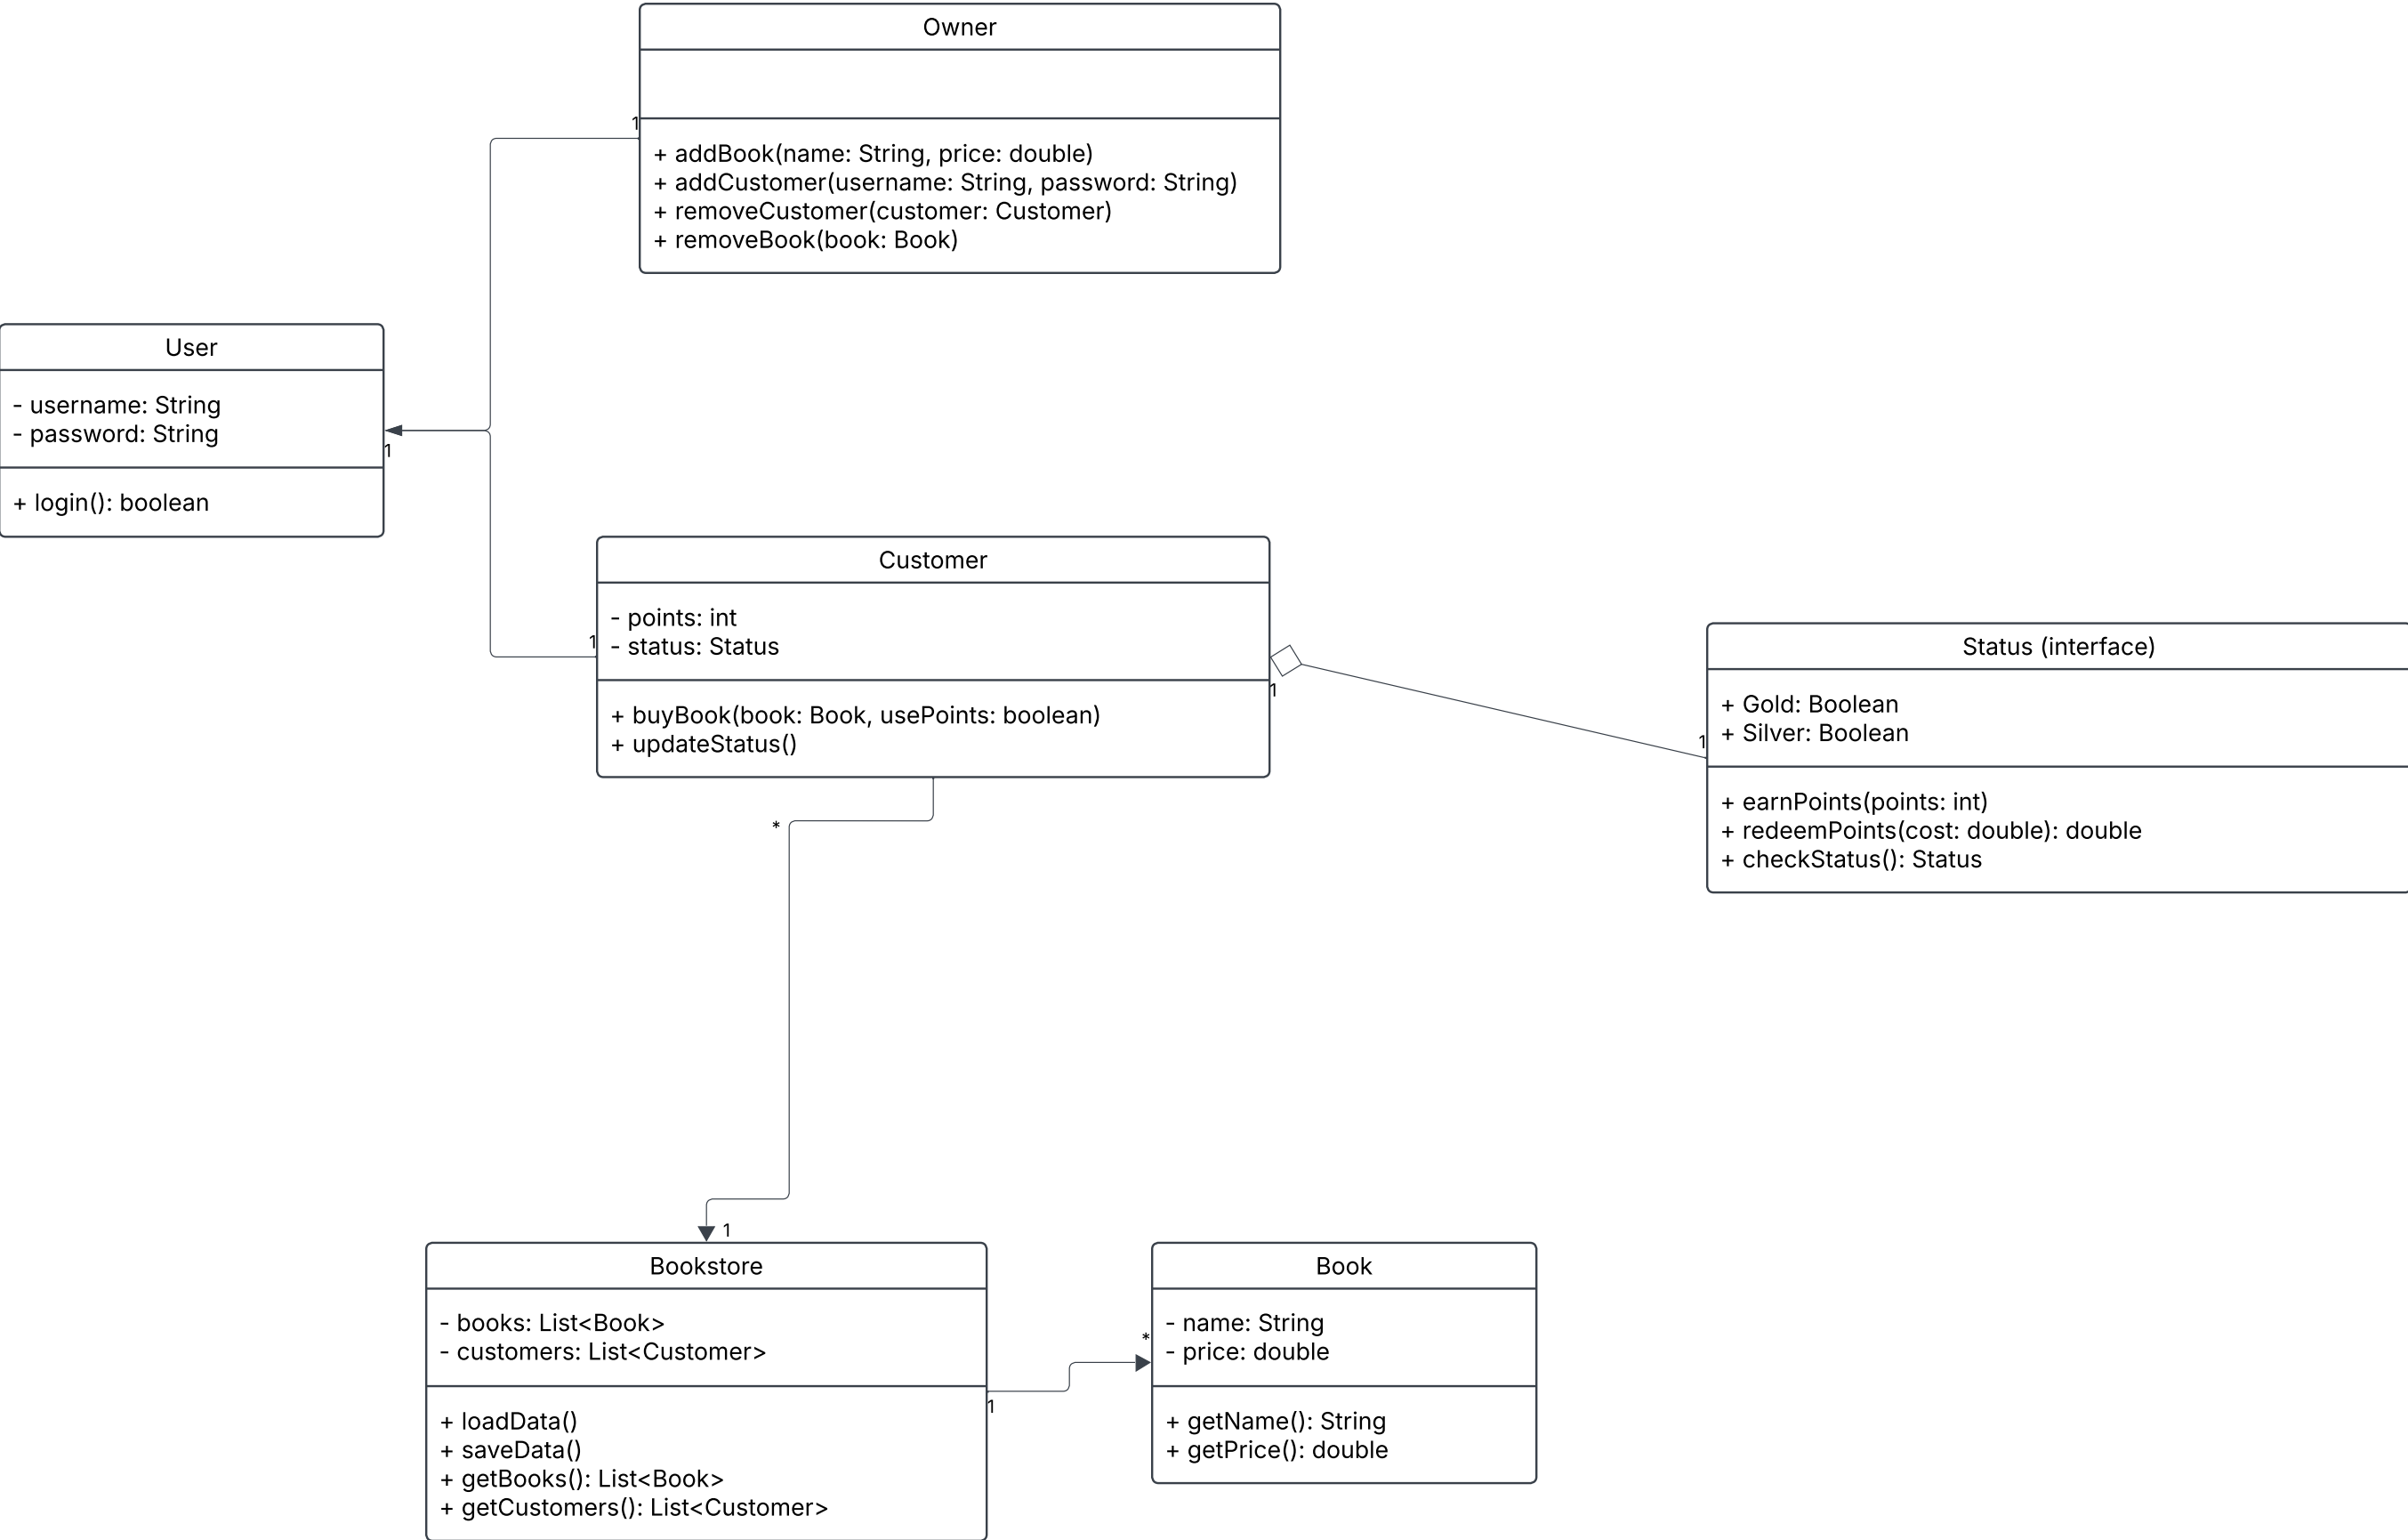 Owner
1
+ addBook(name: String, price: double)
+ addCustomer(username: String, password: String)
+ removeCustomer(customer: Customer)
+ removeBook(book: Book)
User
- username: String
- password: String
1
+ login(): boolean
Customer
- points: int
1
- status: Status
1
+ buyBook(book: Book, usePoints: boolean)
+ updateStatus()
*
Status (interface)
+ Gold: Boolean
+ Silver: Boolean
1
+ earnPoints(points: int)
+ redeemPoints(cost: double): double
+ checkStatus(): Status
1
Bookstore
- books: List<Book>
- customers: List<Customer>
1
+ loadData()
+ saveData()
+ getBooks(): List<Book>
+ getCustomers(): List<Customer>
Book
- name: String
*
- price: double
+ getName(): String
+ getPrice(): double